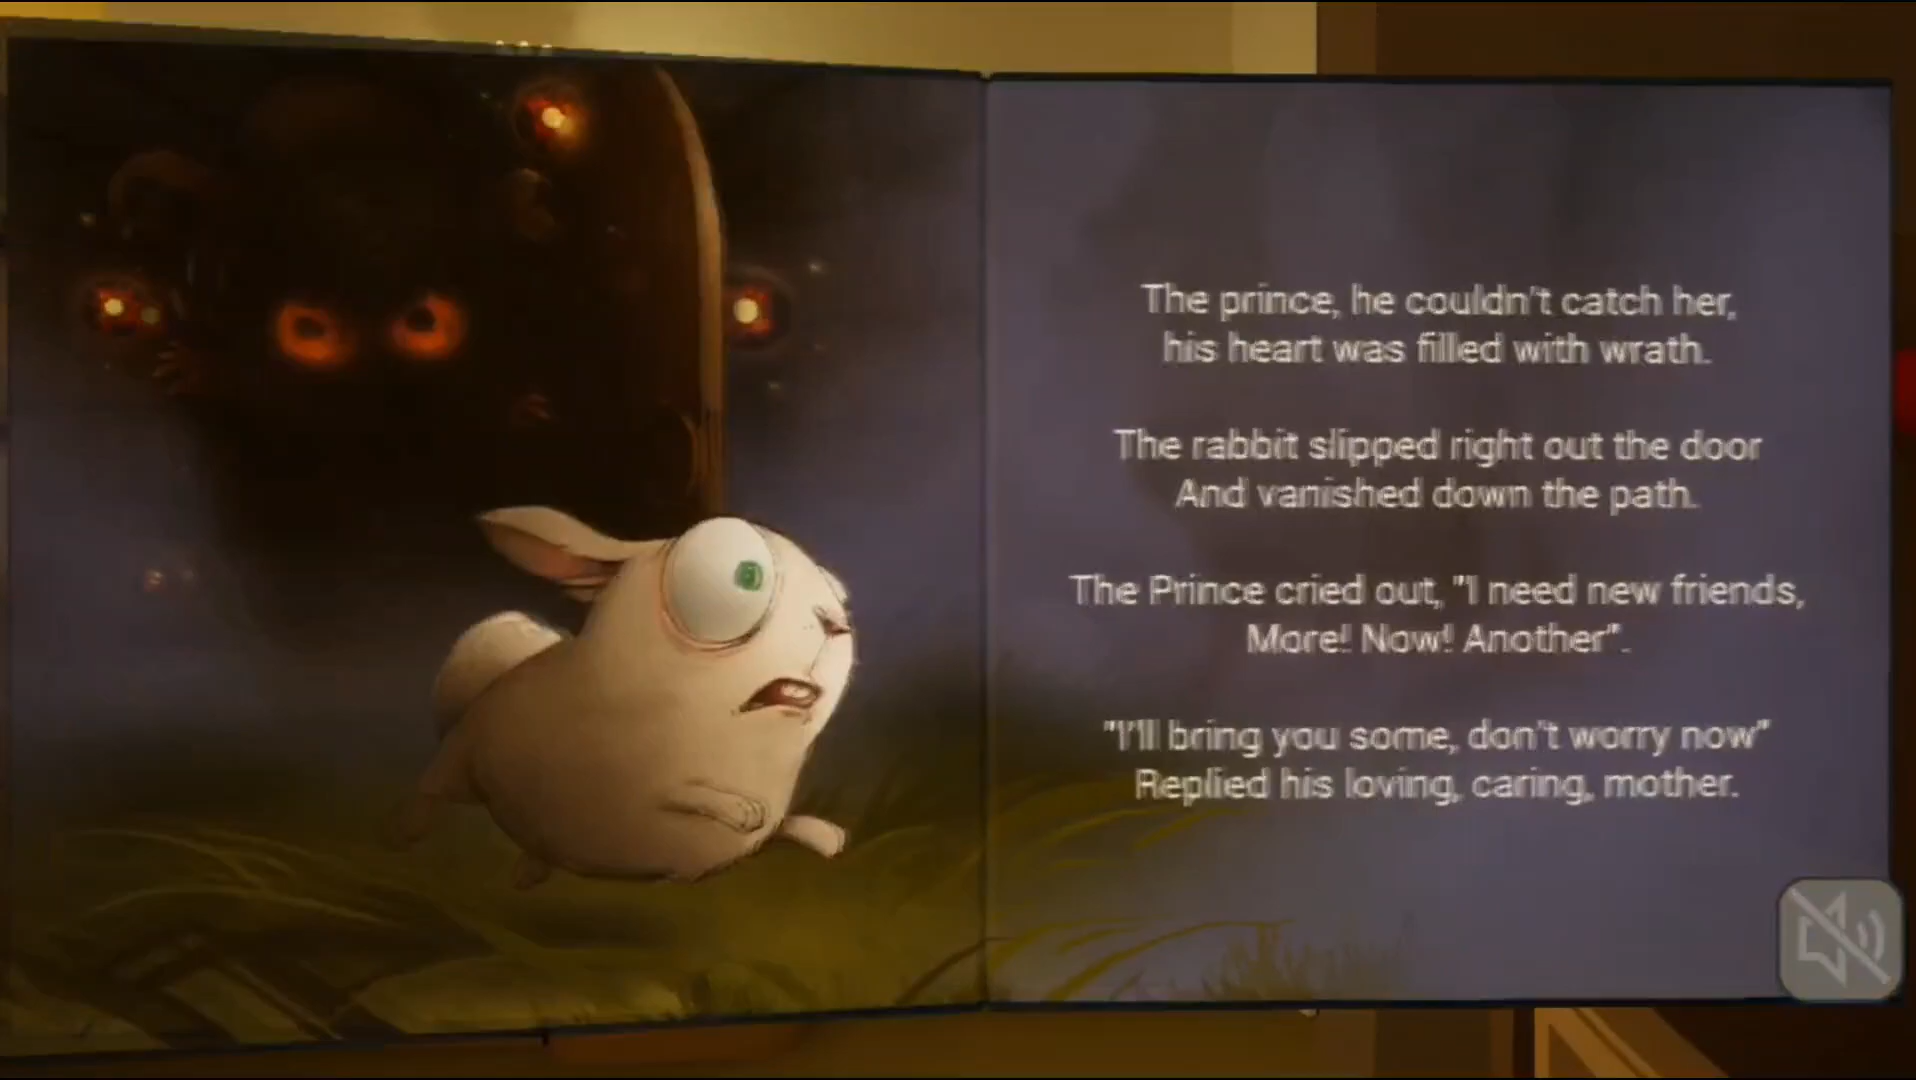 The prince, he couldn't catch her,
his heart was filled with wrath.
The rabbit slipped right out the door
And vanished down the path.
The Prince cried out, "I need new friends,
More! Now! Another".
"I'll bring you some, don't worry now"
Replied his loving, caring, mother.